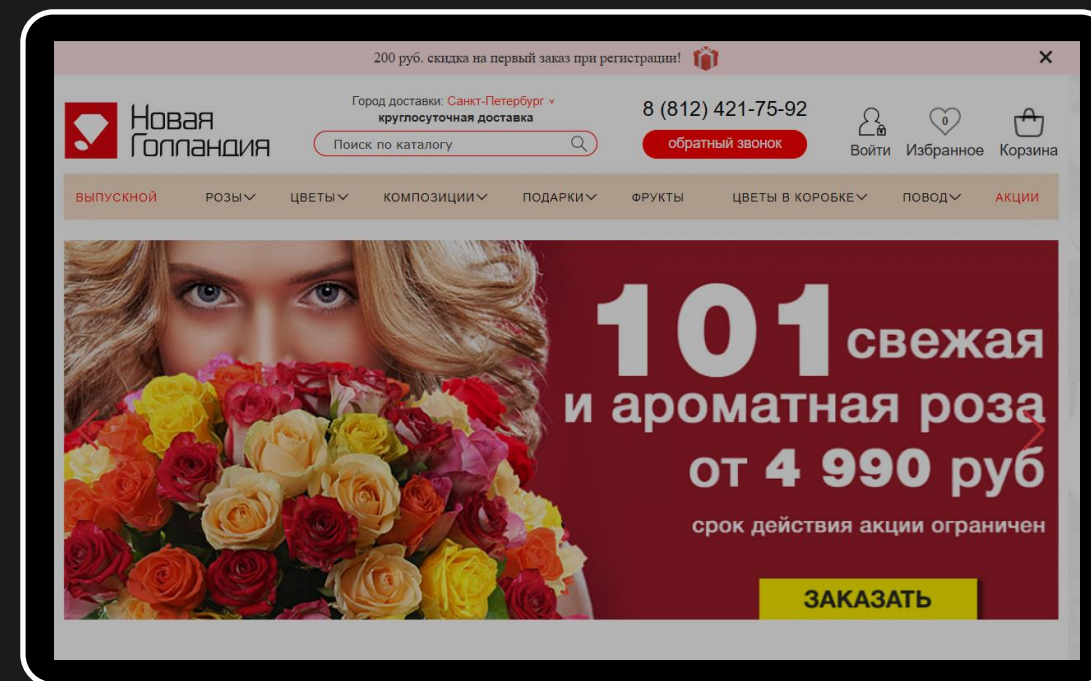 200 руб. скидка на первый заказ при регистрации!
Новая
Голландия
Город доставки: Санкт-Петербург
круглосуточная доставка
Поиск по каталогу
8 (812) 421-75-92
обратный звонок
Войти
0
Избранное
Корзина
ВЫПУСКНОЙ РОЗЫ ЦВЕТЫ КОМПОЗИЦИИ ПОДАРКИ ФРУКТЫ ЦВЕТЫ В КОРОБКЕ ПОВОД АКЦИИ
101 свежая
и ароматная роза
от 4 990 руб
срок действия акции ограничен
ЗАКАЗАТЬ